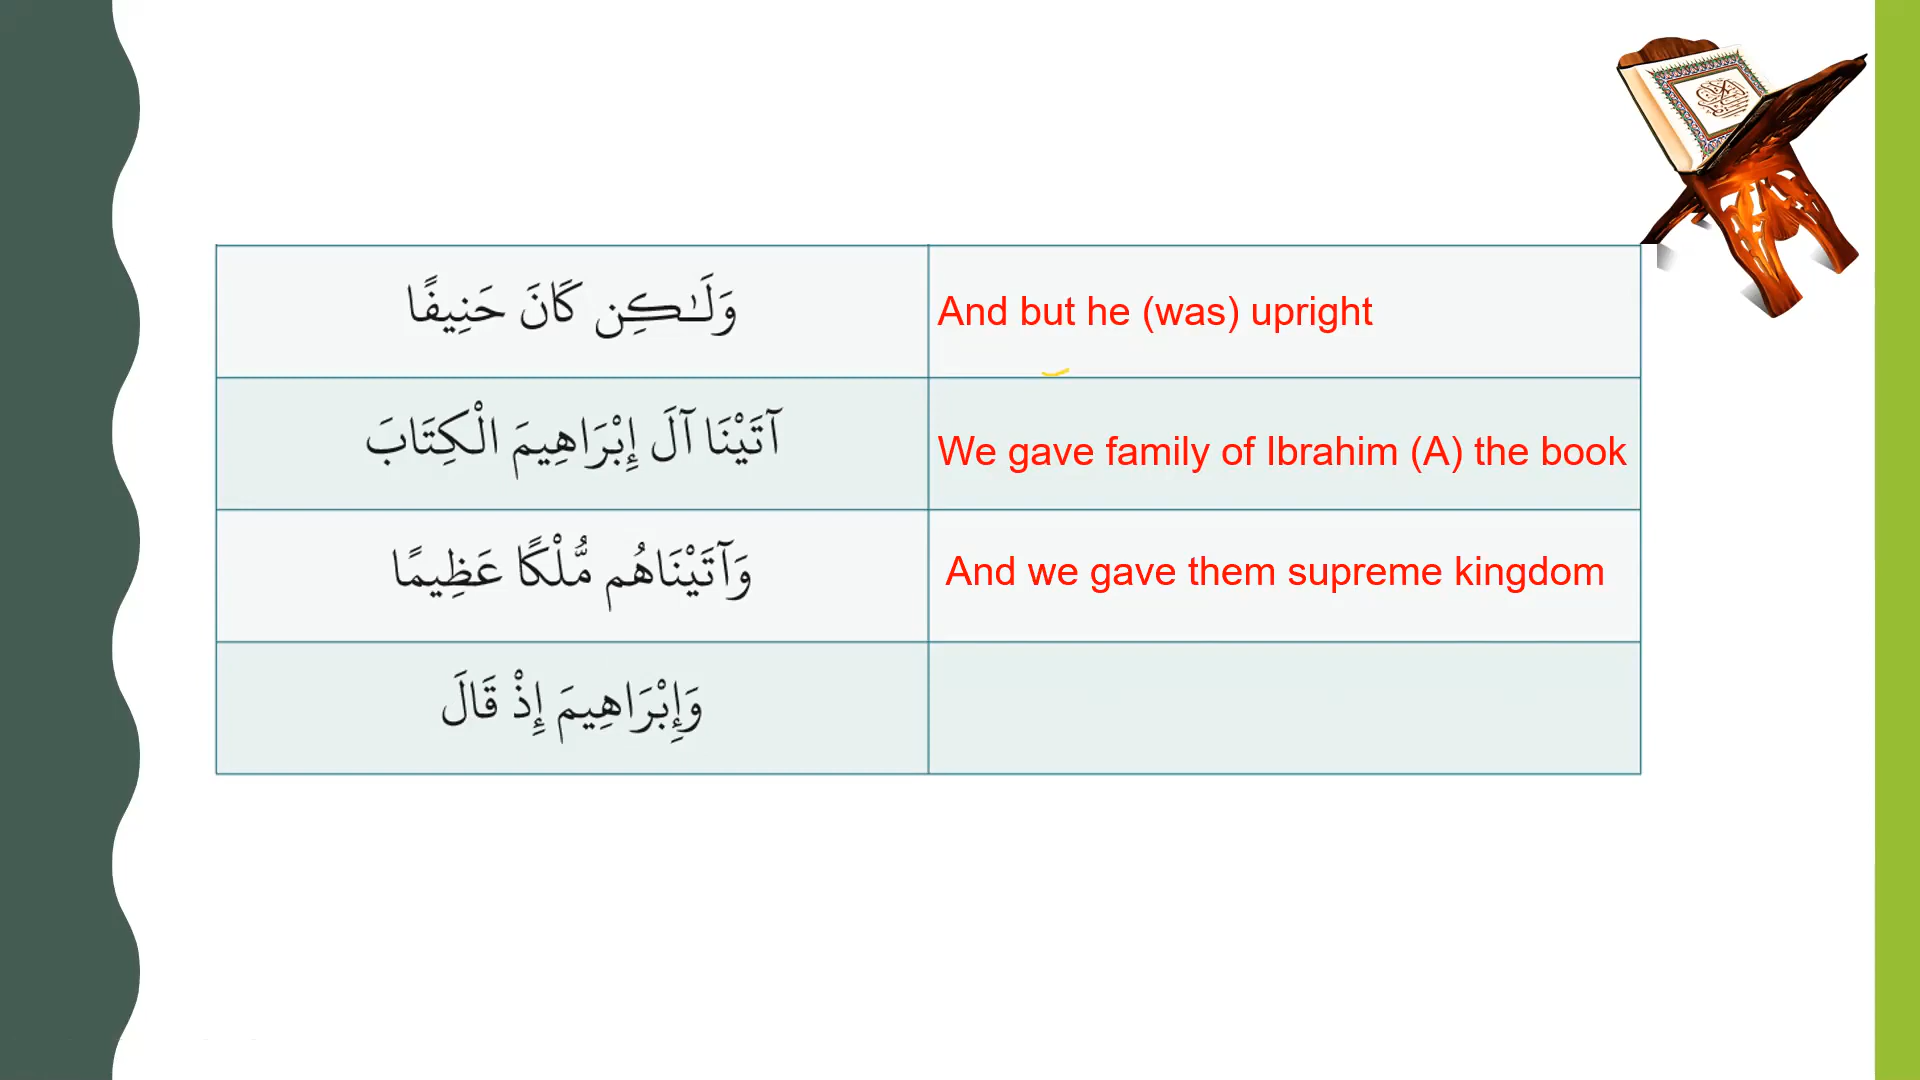 وَلَـٰكِن كَانَ حَنِيفًا
And but he (was) upright
آتَيْنَا آلَ إِبْرَاهِيمَ الْكِتَابَ
We gave family of Ibrahim (A) the book
وَآتَيْنَاهُم مُّلْكًا عَظِيمًا
And we gave them supreme kingdom
وَإِبْرَاهِيمَ إِذْ قَالَ